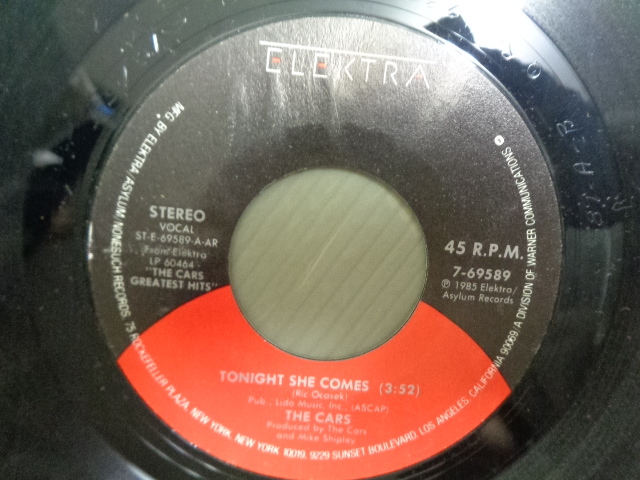 ELEKTRA
STEREO
VOCAL
ST-E-69589-A-AR
From Elektra
LP 60464
"THE CARS
GREATEST HITS"
45 R.P.M.
7-69589
Ⓟ 1985 Elektra/
Asylum Records
TONIGHT SHE COMES (3:52)
(Ric Ocasek)
Pub., Lido Music, Inc., (ASCAP)
THE CARS
Produced by The Cars
and Mike Shipley
MFG. BY ELEKTRA/ASYLUM/NONESUCH RECORDS, 75 ROCKEFELLER PLAZA, NEW YORK, NEW YORK 10019. 9229 SUNSET BOULEVARD, LOS ANGELES, CALIFORNIA 90069/A DIVISION OF WARNER COMMUNICATIONS.